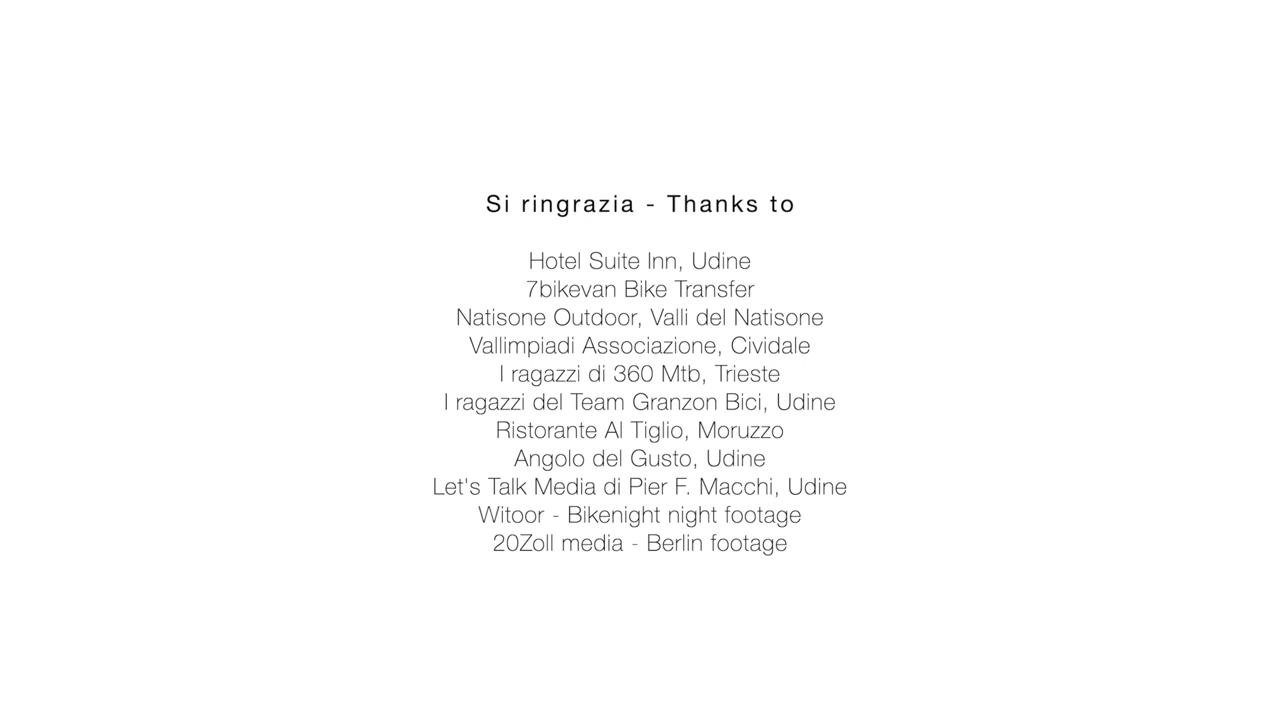 Si ringrazia - Thanks to
Hotel Suite Inn, Udine
7bikevan Bike Transfer
Natisone Outdoor, Valli del Natisone
Vallimpiadi Associazione, Cividale
I ragazzi di 360 Mtb, Trieste
I ragazzi del Team Granzon Bici, Udine
Ristorante Al Tiglio, Moruzzo
Angolo del Gusto, Udine
Let's Talk Media di Pier F. Macchi, Udine
Witoor - Bikenight night footage
20Zoll media - Berlin footage